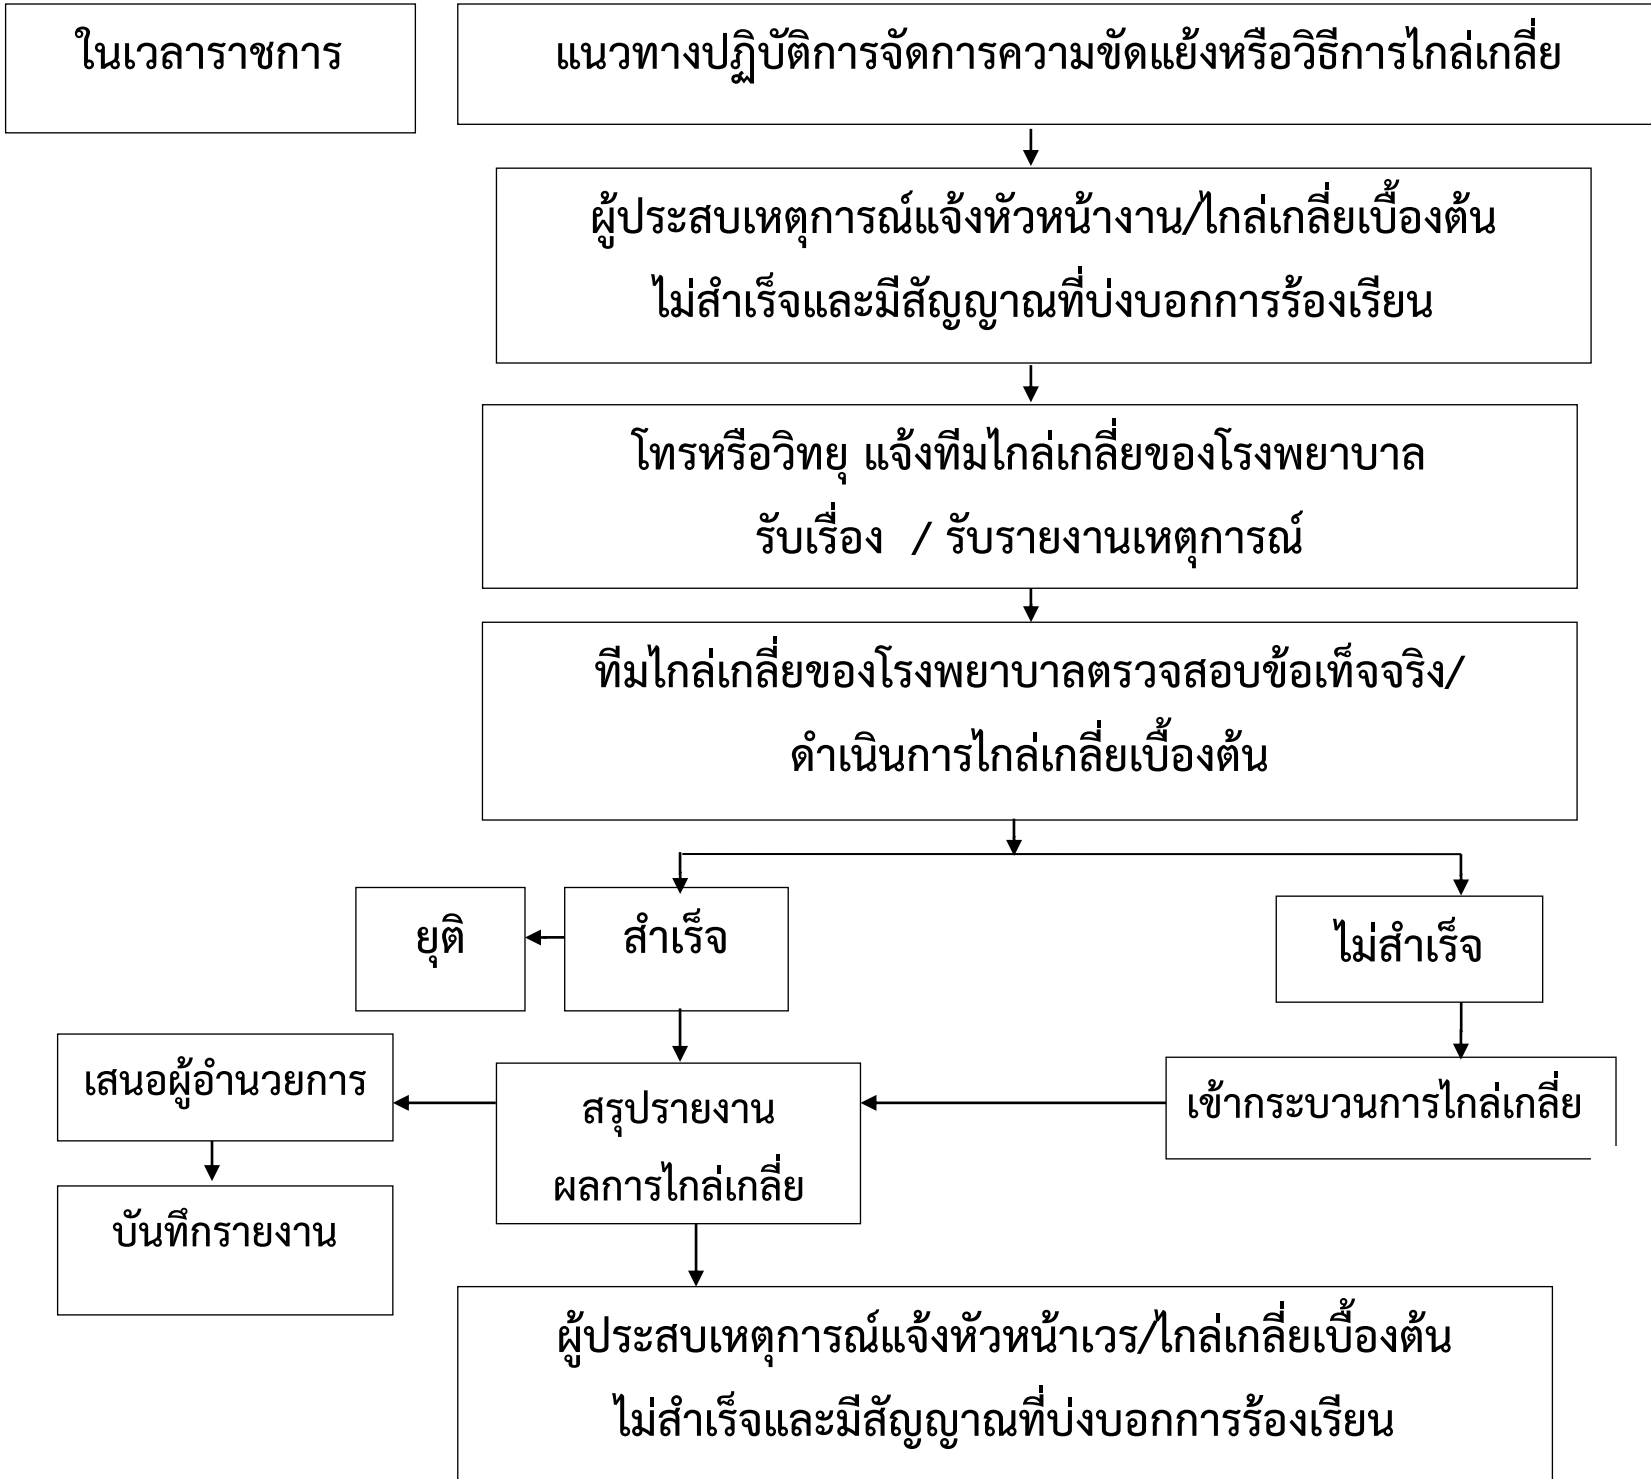 ในเวลาราชการ
แนวทางปฏิบัติการจัดการความขัดแย้งหรือวิธีการไกล่เกลี่ย
ผู้ประสบเหตุการณ์แจ้งหัวหน้างาน/ไกล่เกลี่ยเบื้องต้น
ไม่สำเร็จและมีสัญญาณที่บ่งบอกการร้องเรียน
โทรหรือวิทยุ แจ้งทีมไกล่เกลี่ยของโรงพยาบาล
รับเรื่อง / รับรายงานเหตุการณ์
ทีมไกล่เกลี่ยของโรงพยาบาลตรวจสอบข้อเท็จจริง/
ดำเนินการไกล่เกลี่ยเบื้องต้น
ยุติ
สำเร็จ
ไม่สำเร็จ
เสนอผู้อำนวยการ
สรุปรายงาน
ผลการไกล่เกลี่ย
เข้ากระบวนการไกล่เกลี่ย
บันทึกรายงาน
ผู้ประสบเหตุการณ์แจ้งหัวหน้าเวร/ไกล่เกลี่ยเบื้องต้น
ไม่สำเร็จและมีสัญญาณที่บ่งบอกการร้องเรียน